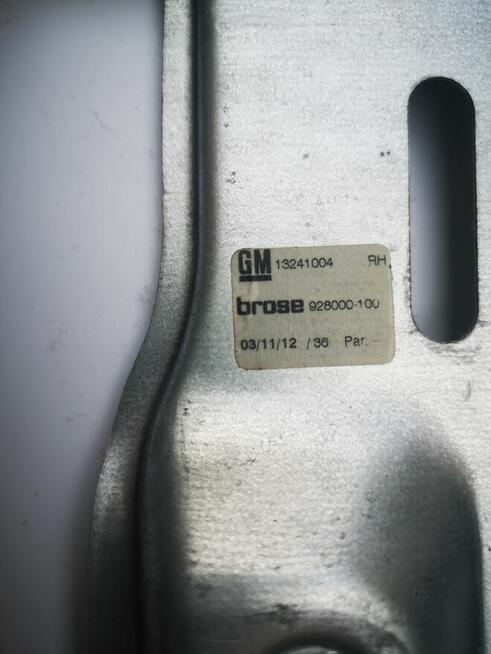 GM 13241004 RH
brose 928000-100
03/11/12 /36 Par. -